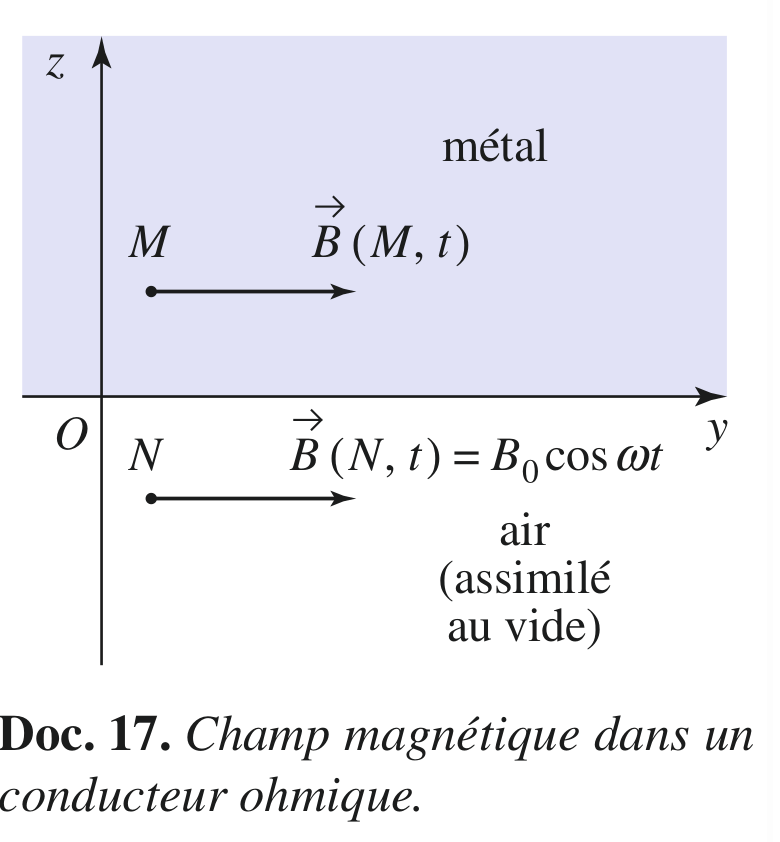 z
métal
M B⃗ (M, t)
O
y
N B⃗ (N, t) = B₀ cos ωt
air
(assimilé
au vide)
Doc. 17. Champ magnétique dans un
conducteur ohmique.